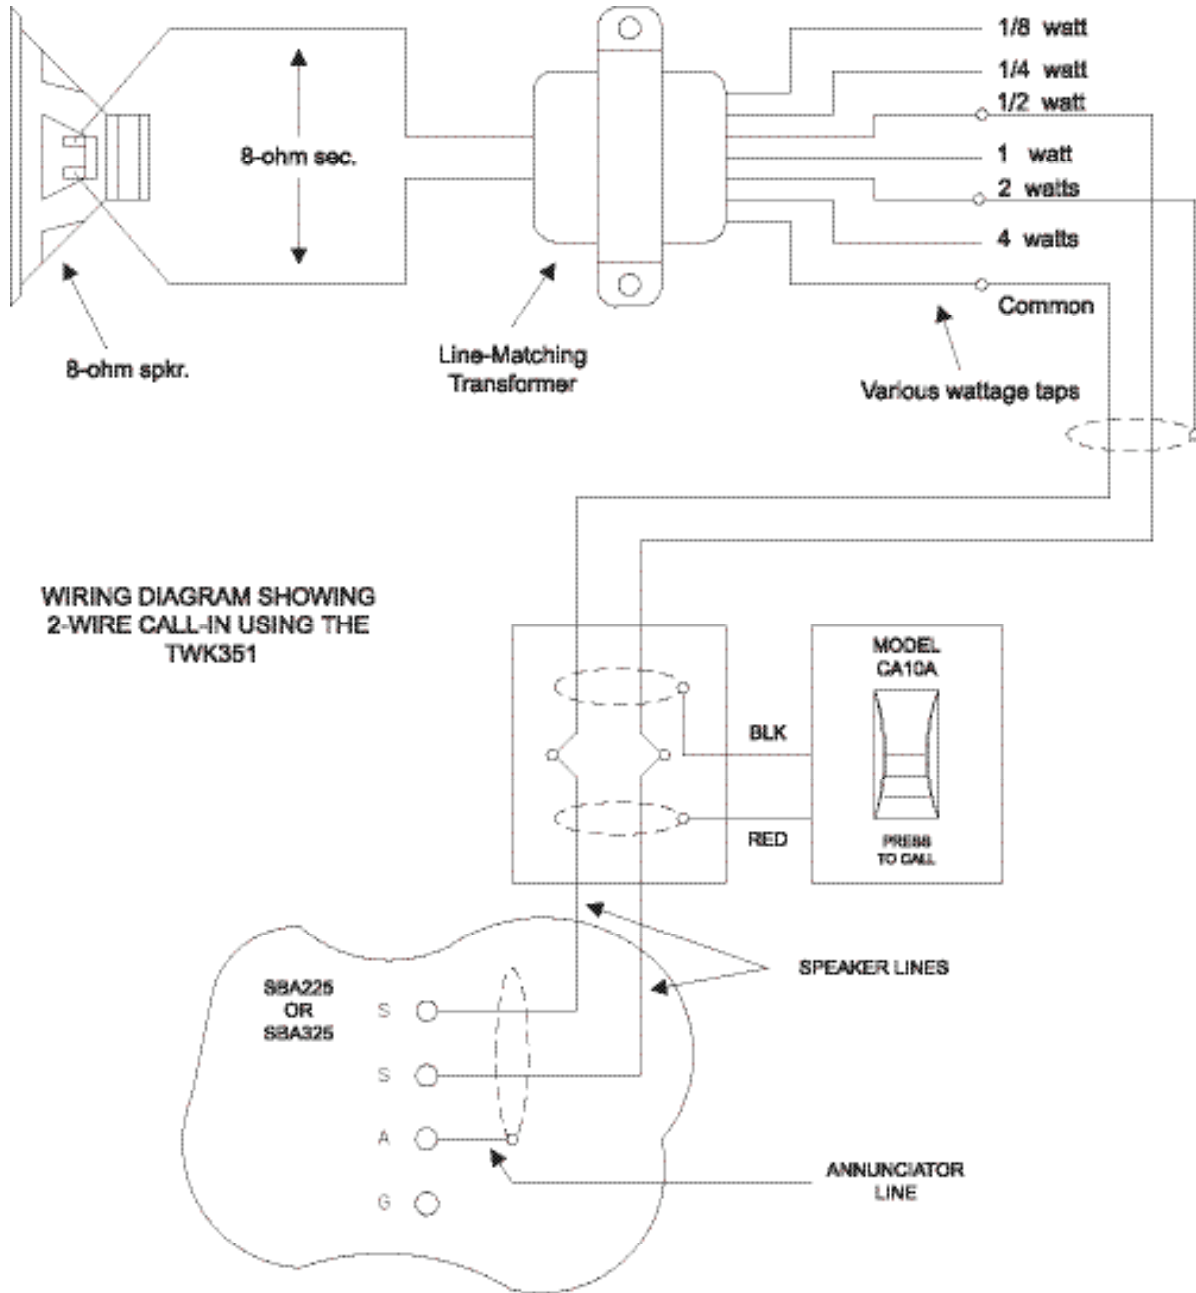 1/8 watt
1/4 watt
1/2 watt
8-ohm sec.
1 watt
2 watts
4 watts
Common
8-ohm spkr.
Line-Matching
Transformer
Various wattage taps
WIRING DIAGRAM SHOWING
2-WIRE CALL-IN USING THE
TWK351
MODEL
CA10A
BLK
RED
PRESS
TO CALL
SPEAKER LINES
SBA225
OR
SBA325
S
S
A
G
ANNUNCIATOR
LINE